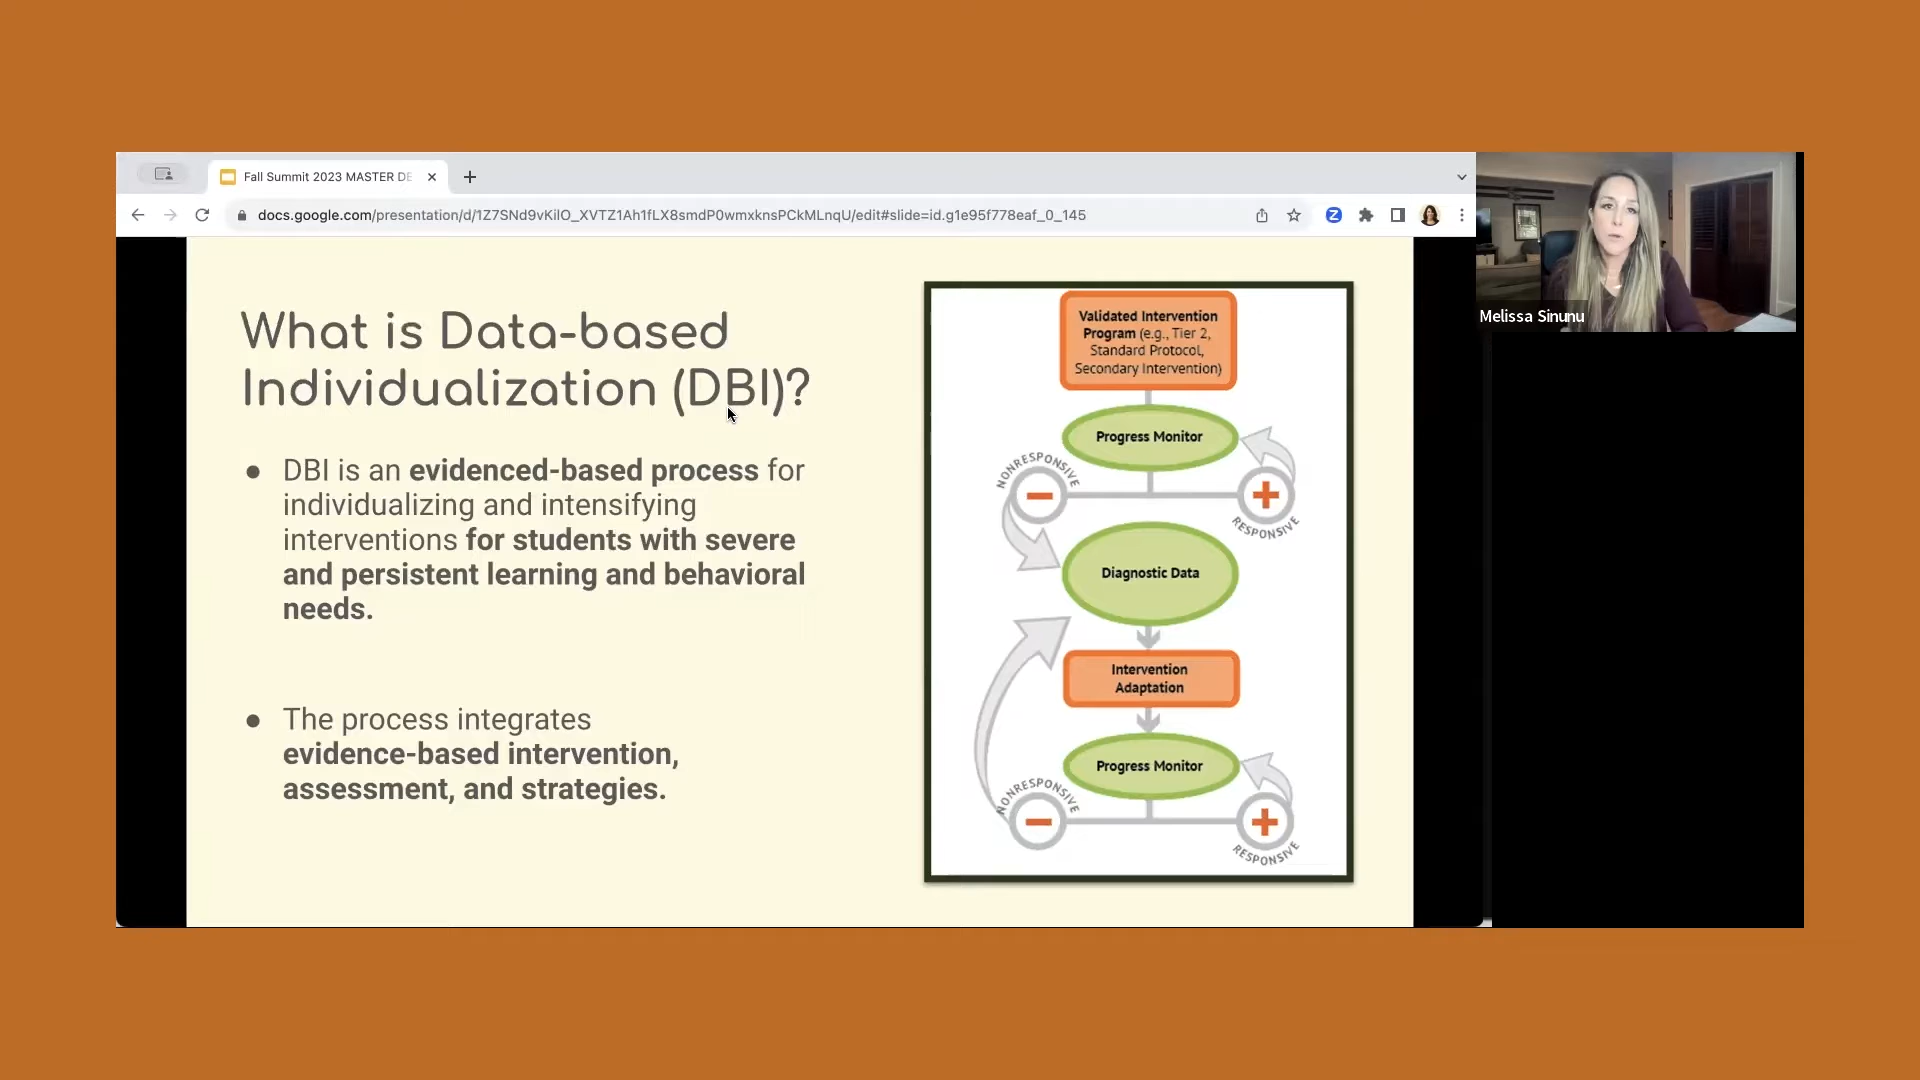 Fall Summit 2023 MASTER DE
docs.google.com/presentation/d/1Z7SNd9vKilO_XVTZ1Ah1fLX8smdP0wmxknsPCkMLnqU/edit#slide=id.g1e95f778eaf_0_145
Z
Melissa Sinunu
What is Data-based
Individualization (DBI)?
● DBI is an evidenced-based process for
individualizing and intensifying
interventions for students with severe
and persistent learning and behavioral
needs.
● The process integrates
evidence-based intervention,
assessment, and strategies.
Validated Intervention
Program (e.g., Tier 2,
Standard Protocol,
Secondary Intervention)
Progress Monitor
NONRESPONSIVE
RESPONSIVE
Diagnostic Data
Intervention
Adaptation
Progress Monitor
NONRESPONSIVE
RESPONSIVE